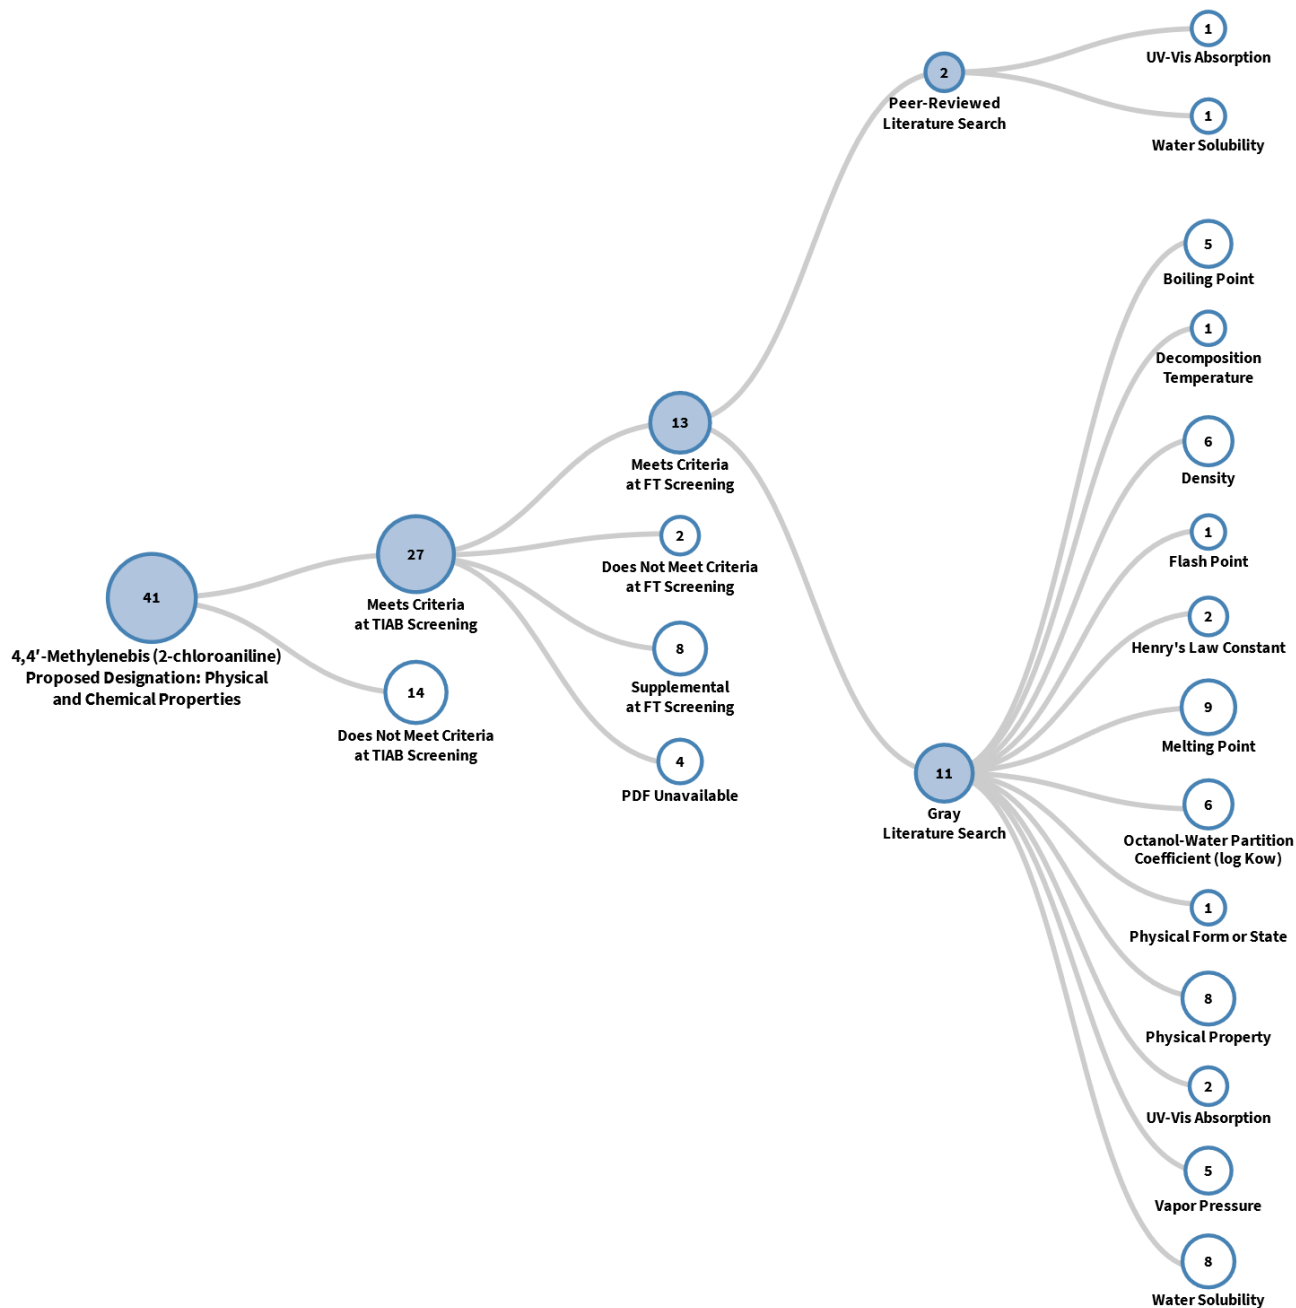 41
4,4′-Methylenebis (2-chloroaniline)
Proposed Designation: Physical
and Chemical Properties
27
Meets Criteria
at TIAB Screening
14
Does Not Meet Criteria
at TIAB Screening
13
Meets Criteria
at FT Screening
2
Does Not Meet Criteria
at FT Screening
8
Supplemental
at FT Screening
4
PDF Unavailable
2
Peer-Reviewed
Literature Search
11
Gray
Literature Search
1
UV-Vis Absorption
1
Water Solubility
5
Boiling Point
1
Decomposition
Temperature
6
Density
1
Flash Point
2
Henry's Law Constant
9
Melting Point
6
Octanol-Water Partition
Coefficient (log Kow)
1
Physical Form or State
8
Physical Property
2
UV-Vis Absorption
5
Vapor Pressure
8
Water Solubility